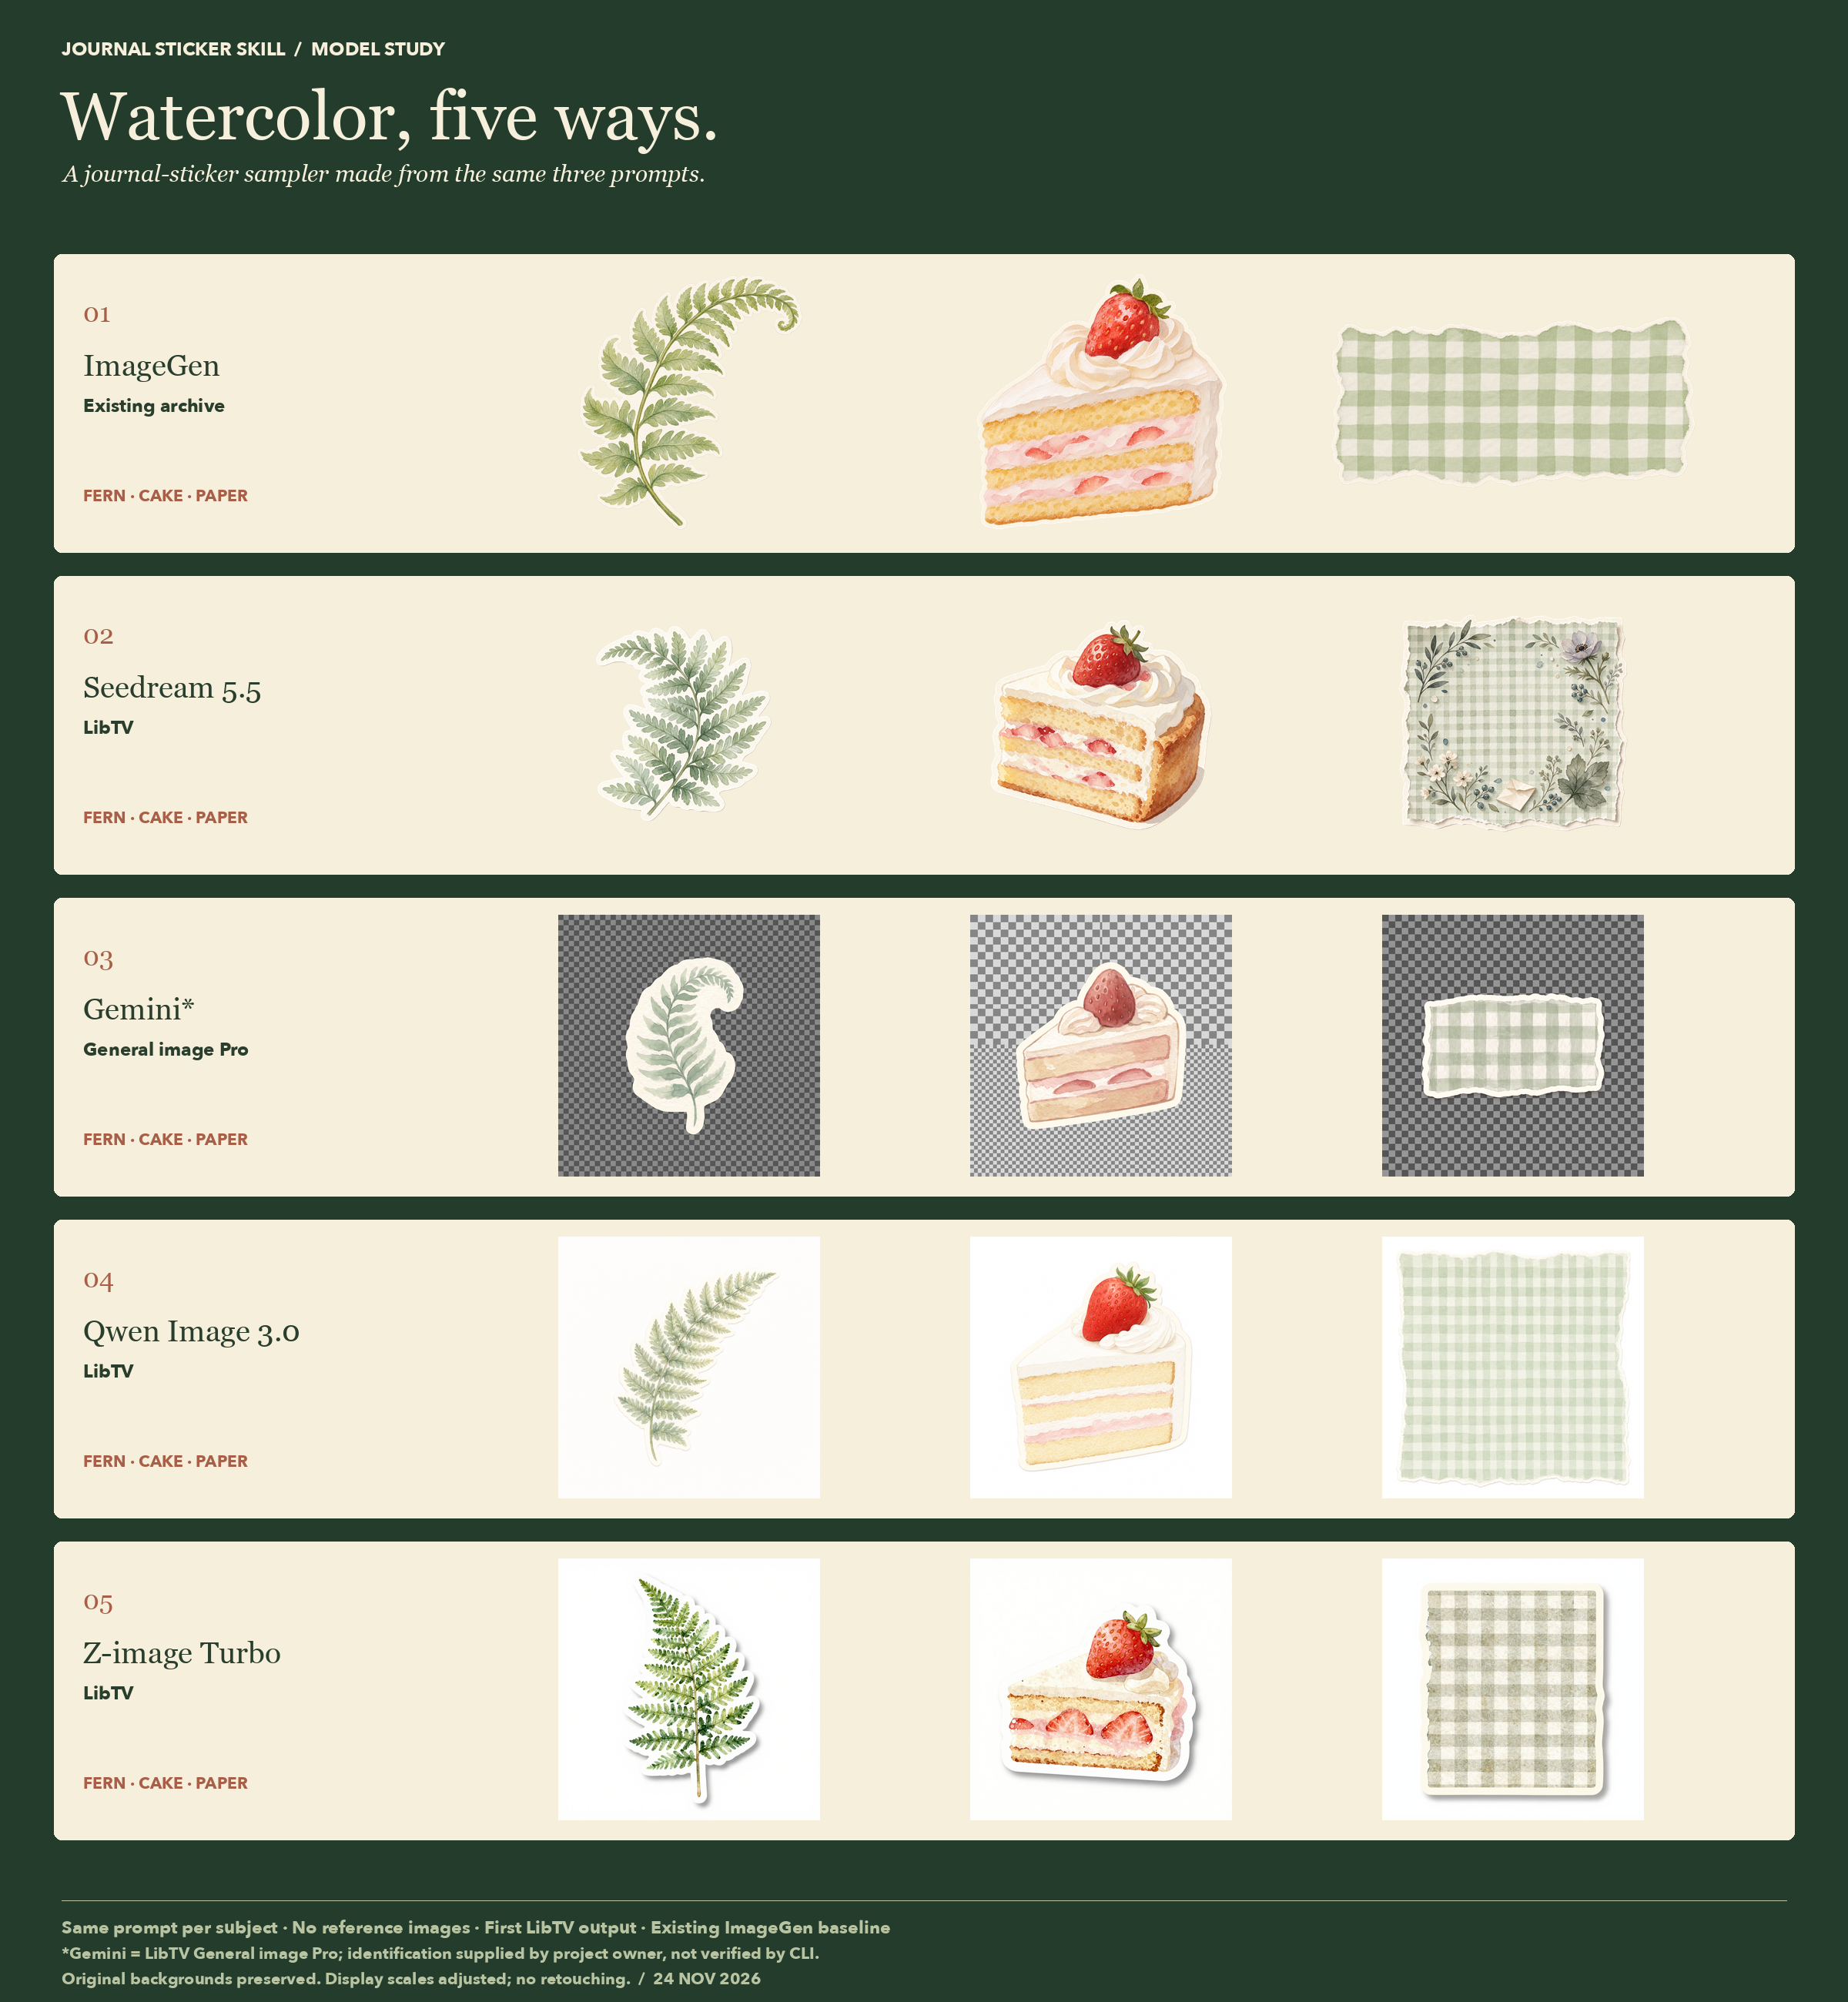 JOURNAL STICKER SKILL / MODEL STUDY
Watercolor, five ways.
A journal-sticker sampler made from the same three prompts.
01
ImageGen
Existing archive
FERN · CAKE · PAPER
02
Seedream 5.5
LibTV
FERN · CAKE · PAPER
03
Gemini*
General image Pro
FERN · CAKE · PAPER
04
Qwen Image 3.0
LibTV
FERN · CAKE · PAPER
05
Z-image Turbo
LibTV
FERN · CAKE · PAPER
Same prompt per subject · No reference images · First LibTV output · Existing ImageGen baseline
*Gemini = LibTV General image Pro; identification supplied by project owner, not verified by CLI.
Original backgrounds preserved. Display scales adjusted; no retouching. / 24 NOV 2026